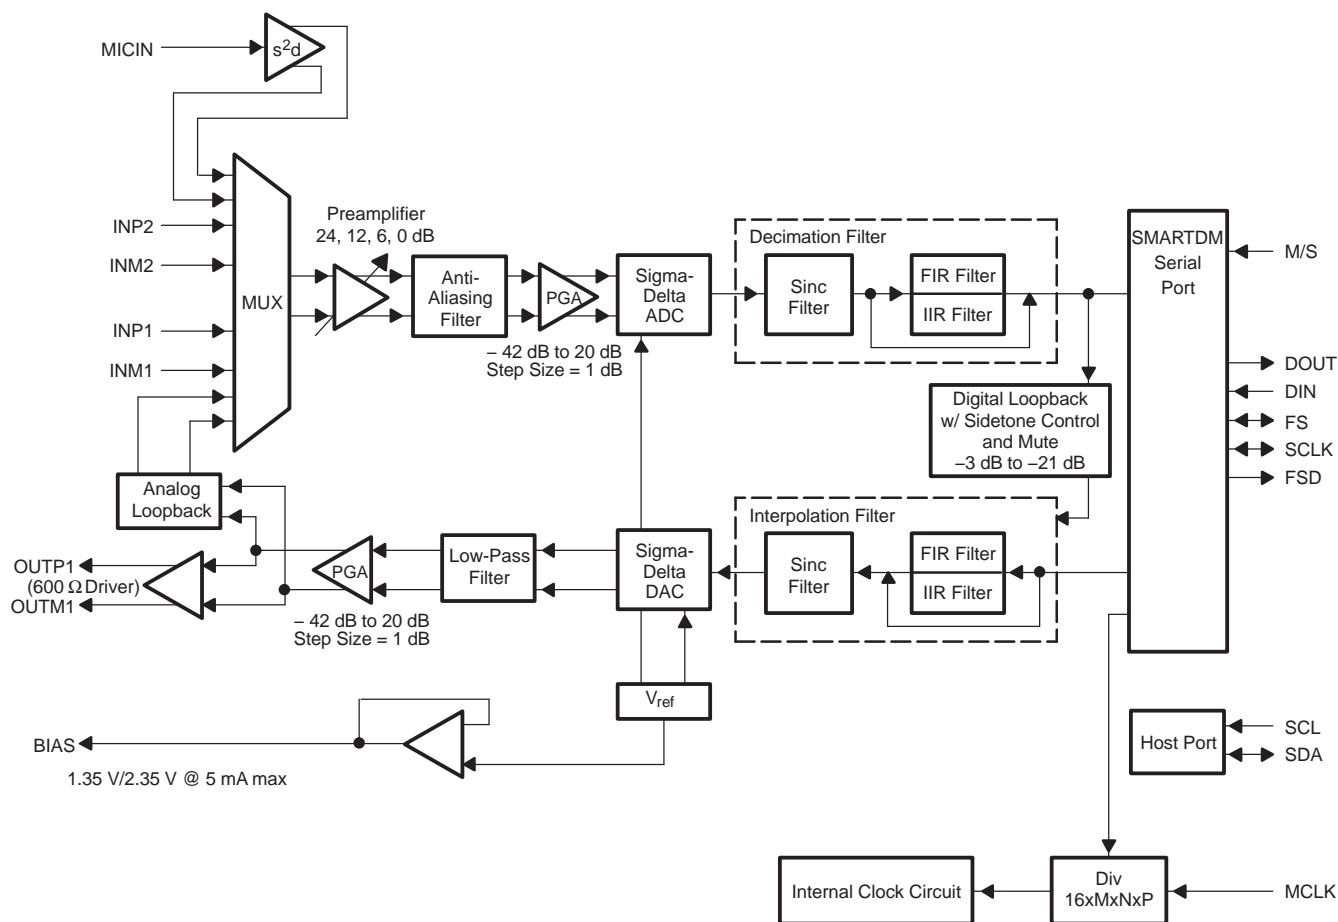 MICIN
s²d
INP2
INM2
INP1
INM1
MUX
Preamplifier
24, 12, 6, 0 dB
Anti-
Aliasing
Filter
PGA
– 42 dB to 20 dB
Step Size = 1 dB
Sigma-
Delta
ADC
Decimation Filter
Sinc
Filter
FIR Filter
IIR Filter
SMARTDM
Serial
Port
M/S
DOUT
DIN
FS
SCLK
FSD
Digital Loopback
w/ Sidetone Control
and Mute
–3 dB to –21 dB
Analog
Loopback
OUTP1
(600 Ω Driver)
OUTM1
PGA
– 42 dB to 20 dB
Step Size = 1 dB
Low-Pass
Filter
Sigma-
Delta
DAC
Interpolation Filter
Sinc
Filter
FIR Filter
IIR Filter
Vref
BIAS
1.35 V/2.35 V @ 5 mA max
Host Port
SCL
SDA
Internal Clock Circuit
Div
16xMxNxP
MCLK